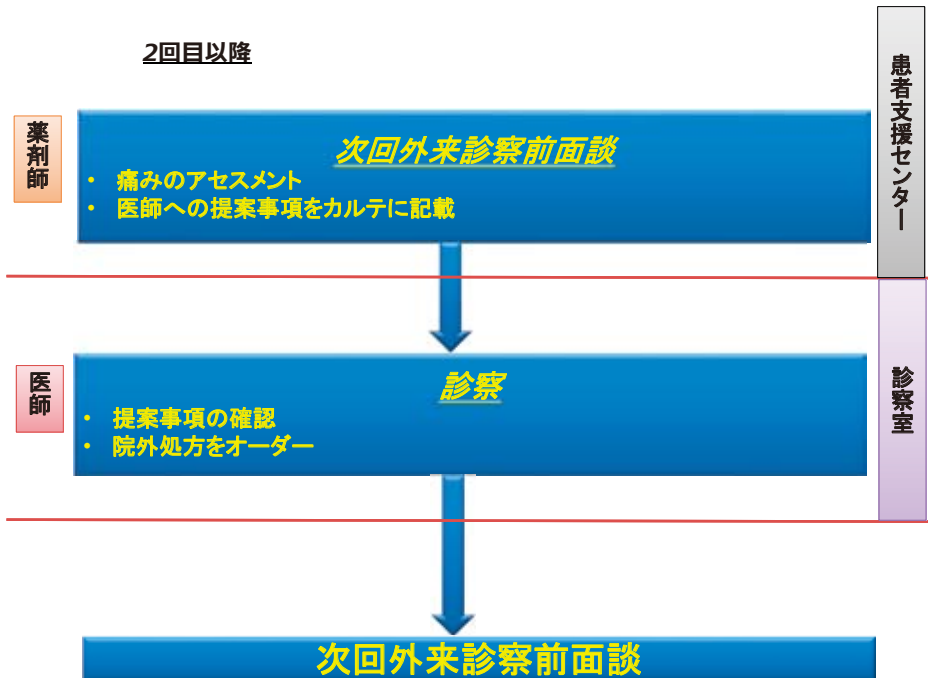 2回目以降
患者支援センター
薬剤師
次回外来診察前面談
・ 痛みのアセスメント
・ 医師への提案事項をカルテに記載
医師
診察
・ 提案事項の確認
・ 院外処方をオーダー
診察室
次回外来診察前面談